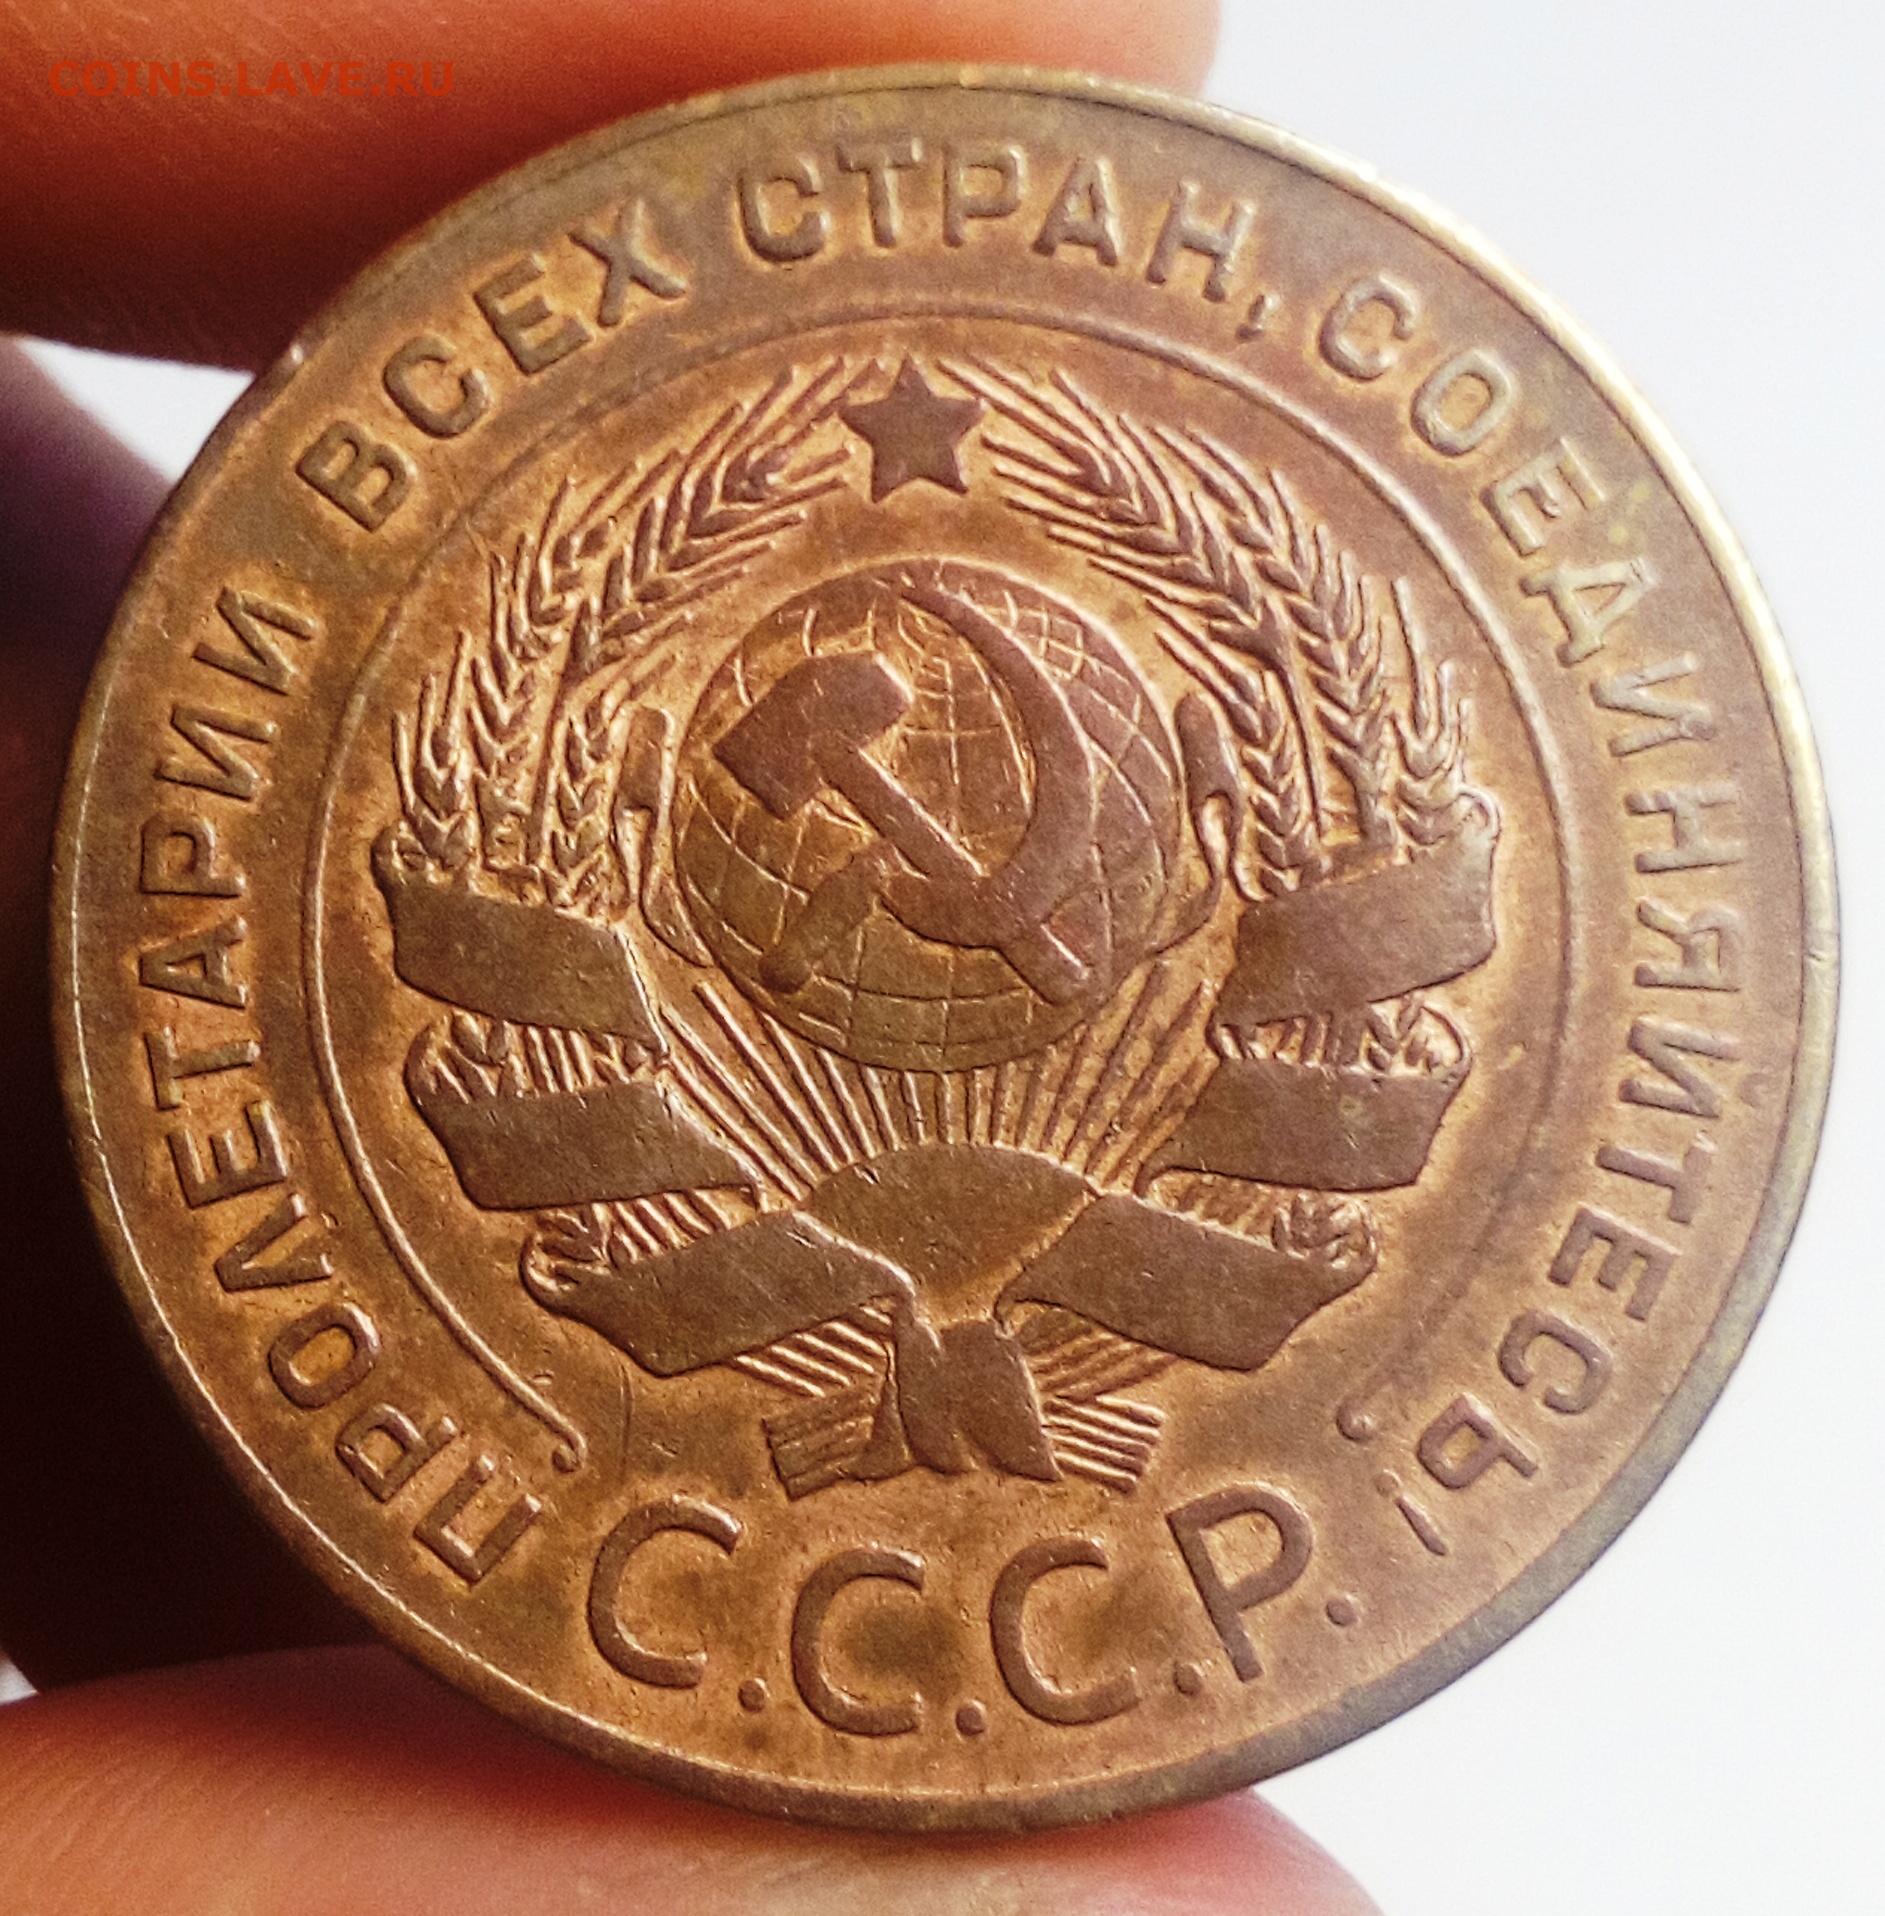 COINS.LAVE.RU
ПРОЛЕТАРИИ ВСЕХ СТРАН, СОЕДИНЯЙТЕСЬ!
С.С.С.Р.